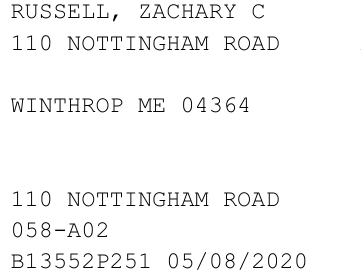 RUSSELL, ZACHARY C
110 NOTTINGHAM ROAD
WINTHROP ME 04364
110 NOTTINGHAM ROAD
058-A02
B13552P251 05/08/2020